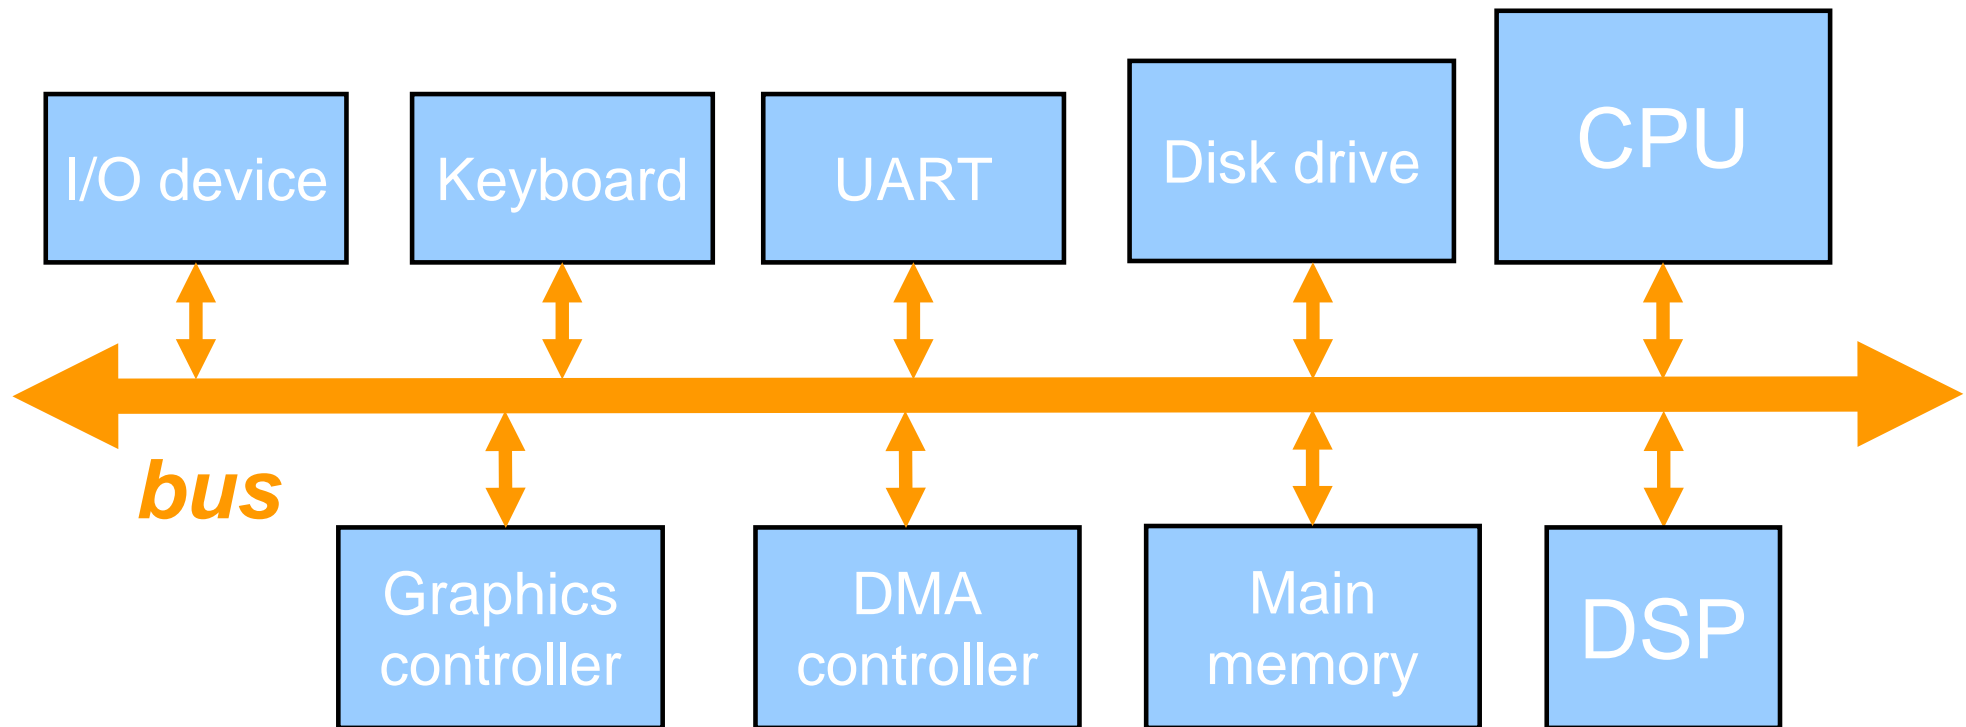 I/O device
Keyboard
UART
Disk drive
CPU
bus
Graphics
controller
DMA
controller
Main
memory
DSP